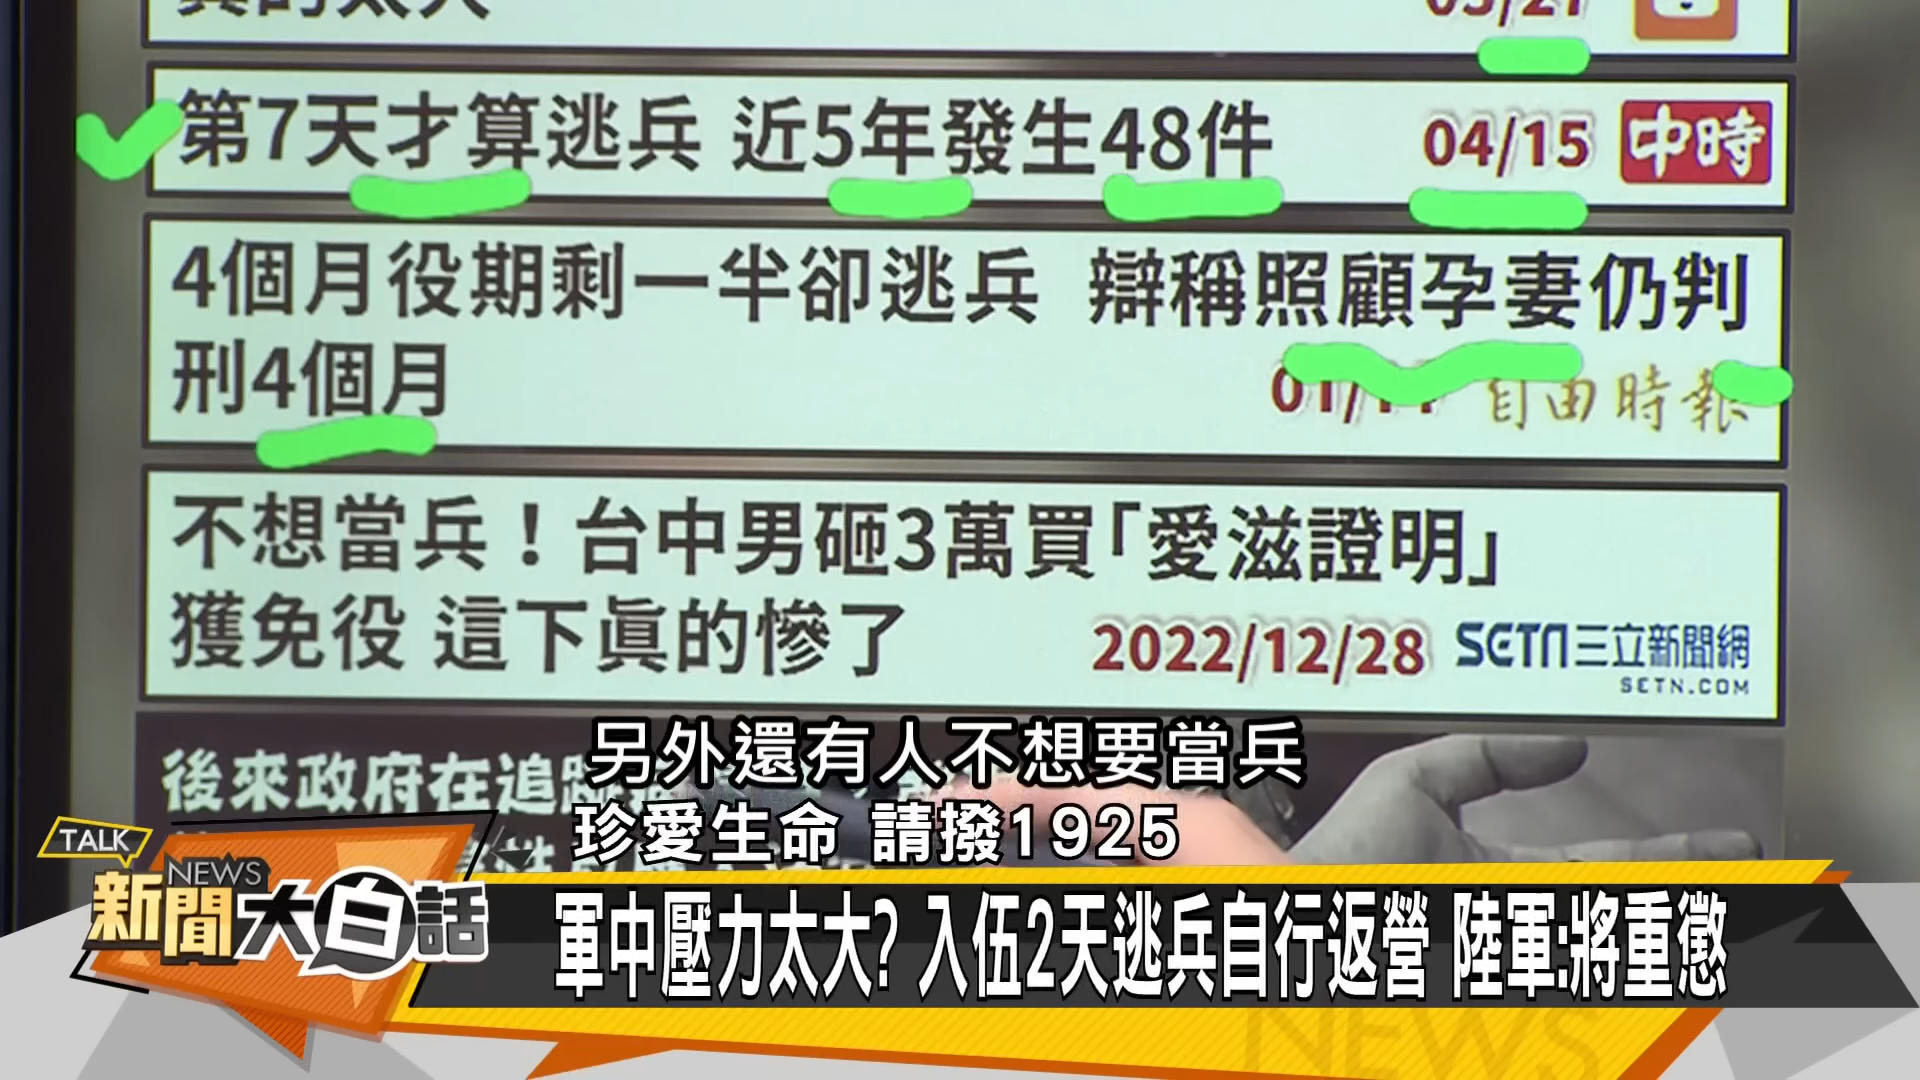 真的太大
第7天才算逃兵 近5年發生48件 04/15 中時
4個月役期剩一半卻逃兵 辯稱照顧孕妻仍判
刑4個月
自由時報
不想當兵！台中男砸3萬買「愛滋證明」
獲免役 這下真的慘了 2022/12/28 SETN三立新聞網
SETN.COM
後來政府在追蹤
另外還有人不想要當兵
珍愛生命 請撥1925
TALK
NEWS
新聞大白話
軍中壓力太大? 入伍2天逃兵自行返營 陸軍:將重懲
NEWS